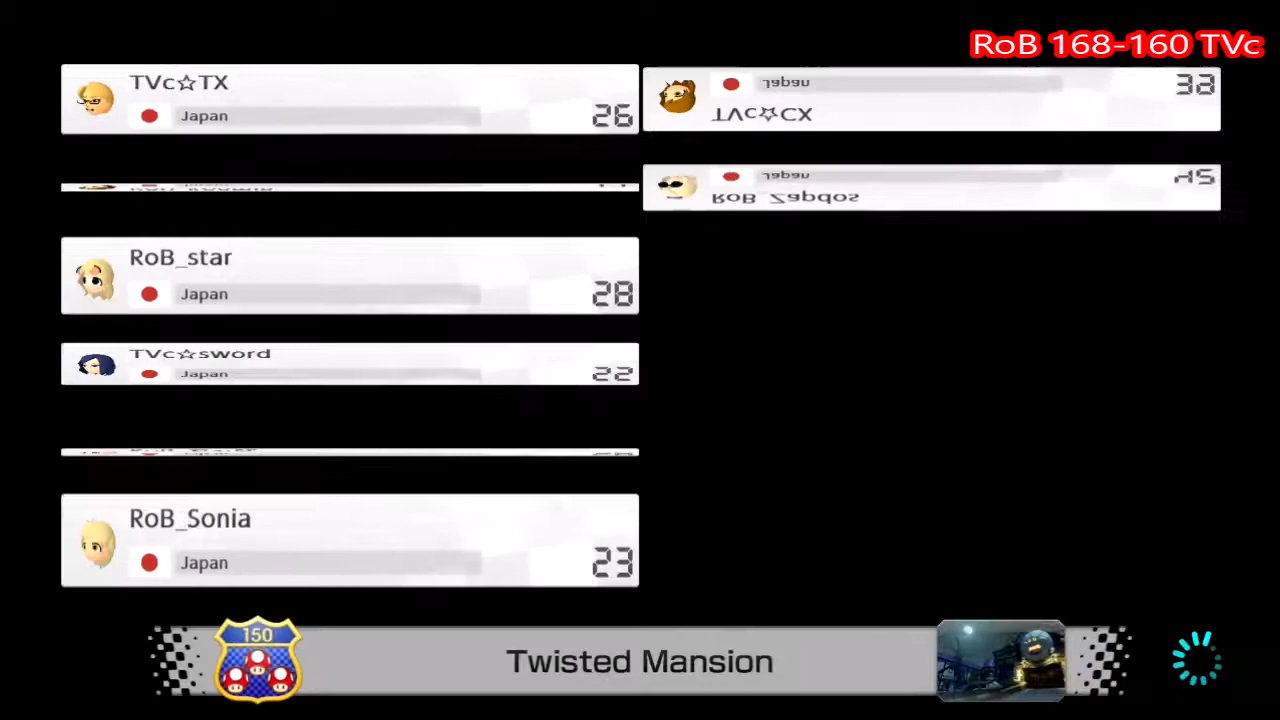 RoB 168-160 TVc
TVc☆TX
Japan
26
Japan
33
TVc☆CX
Japan
45
RoB_Zapdos
RoB_star
Japan
28
TVc☆sword
Japan
22
RoB_Sonia
Japan
23
150
Twisted Mansion